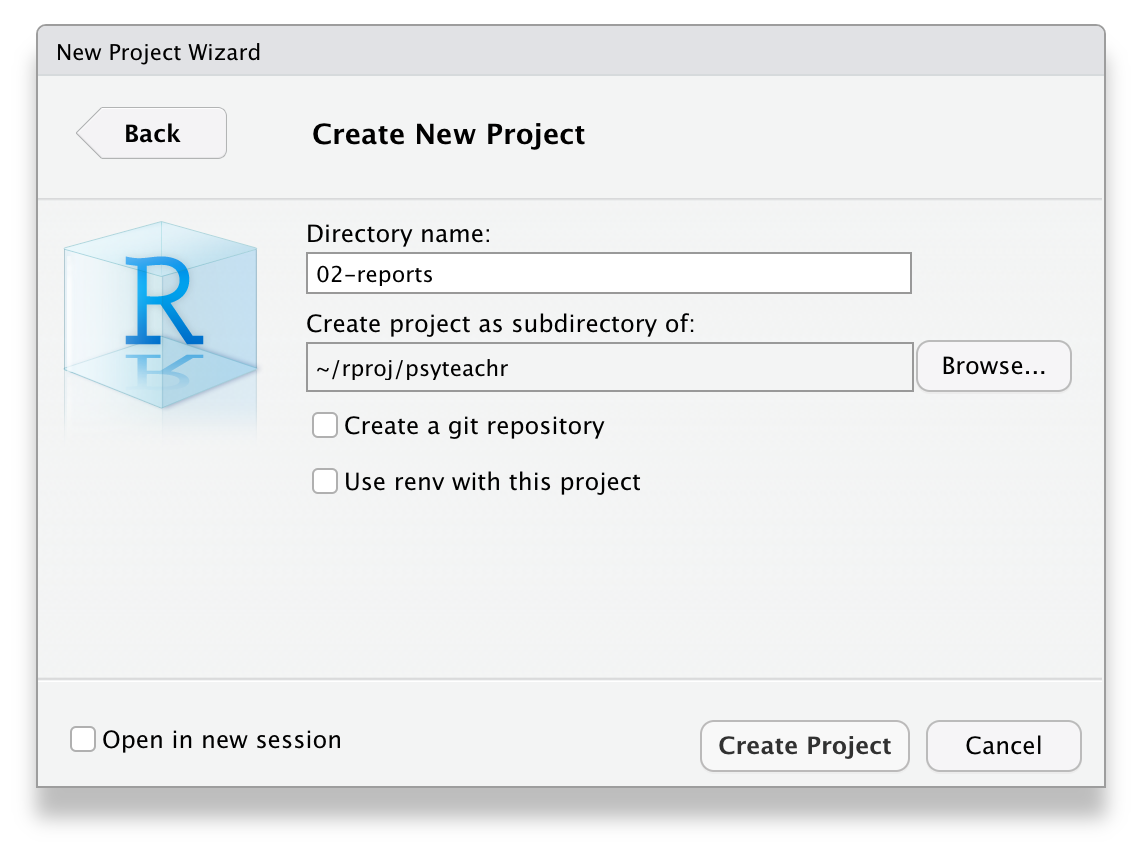 New Project Wizard
Back
Create New Project
R
Directory name:
02-reports
Create project as subdirectory of:
~/rproj/psyteachr
Browse...
Create a git repository
Use renv with this project
Open in new session
Create Project
Cancel